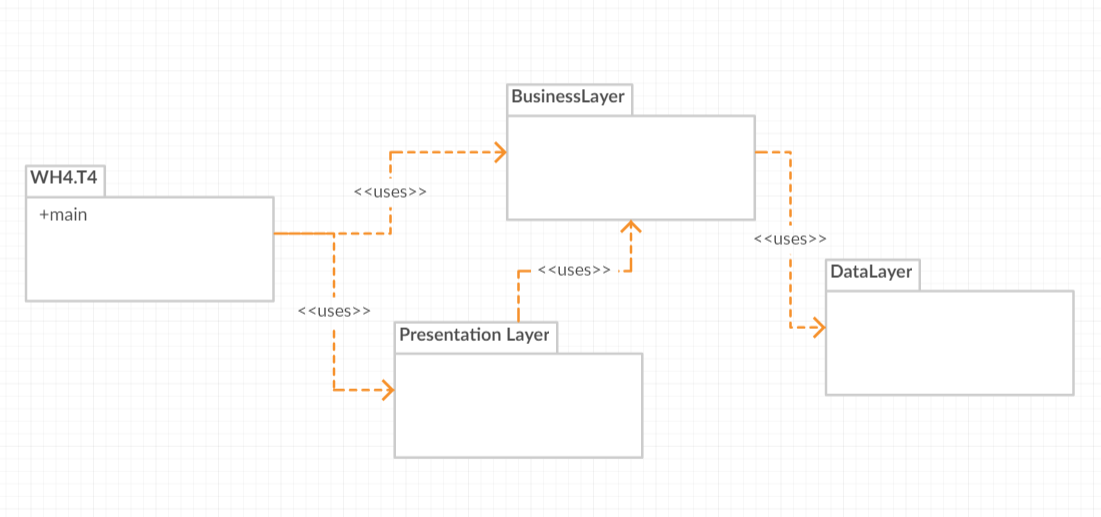 BusinessLayer
WH4.T4
+main
<<uses>>
<<uses>>
<<uses>>
<<uses>>
DataLayer
Presentation Layer